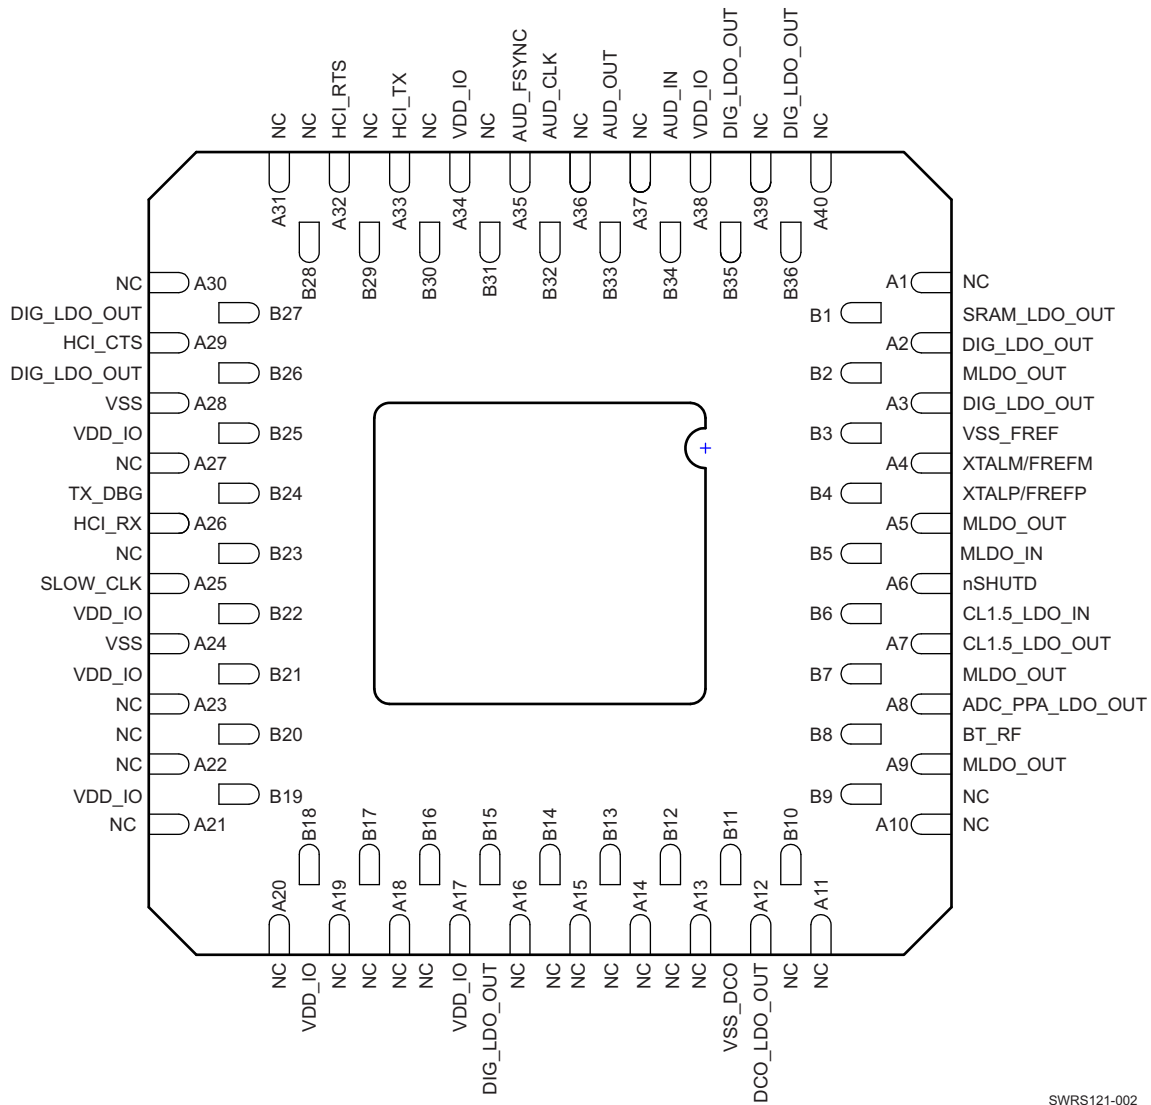 NC
NC
HCI_RTS
NC
HCI_TX
NC
VDD_IO
NC
AUD_FSYNC
AUD_CLK
NC
AUD_OUT
NC
AUD_IN
VDD_IO
DIG_LDO_OUT
NC
DIG_LDO_OUT
NC
A31
A32
A33
A34
A35
A36
A37
A38
A39
A40
B28
B29
B30
B31
B32
B33
B34
B35
B36
NC A30
DIG_LDO_OUT B27
HCI_CTS A29
DIG_LDO_OUT B26
VSS A28
VDD_IO B25
NC A27
TX_DBG B24
HCI_RX A26
NC B23
SLOW_CLK A25
VDD_IO B22
VSS A24
VDD_IO B21
NC A23
NC B20
NC A22
VDD_IO B19
NC A21
A1 NC
B1 SRAM_LDO_OUT
A2 DIG_LDO_OUT
B2 MLDO_OUT
A3 DIG_LDO_OUT
B3 VSS_FREF
A4 XTALM/FREFM
B4 XTALP/FREFP
A5 MLDO_OUT
B5 MLDO_IN
A6 nSHUTD
B6 CL1.5_LDO_IN
A7 CL1.5_LDO_OUT
B7 MLDO_OUT
A8 ADC_PPA_LDO_OUT
B8 BT_RF
A9 MLDO_OUT
B9 NC
A10 NC
B18
B17
B16
B15
B14
B13
B12
B11
B10
A20
A19
A18
A17
A16
A15
A14
A13
A12
A11
NC
VDD_IO
NC
NC
NC
NC
VDD_IO
DIG_LDO_OUT
NC
NC
NC
NC
NC
NC
NC
VSS_DCO
DCO_LDO_OUT
NC
NC
SWRS121-002